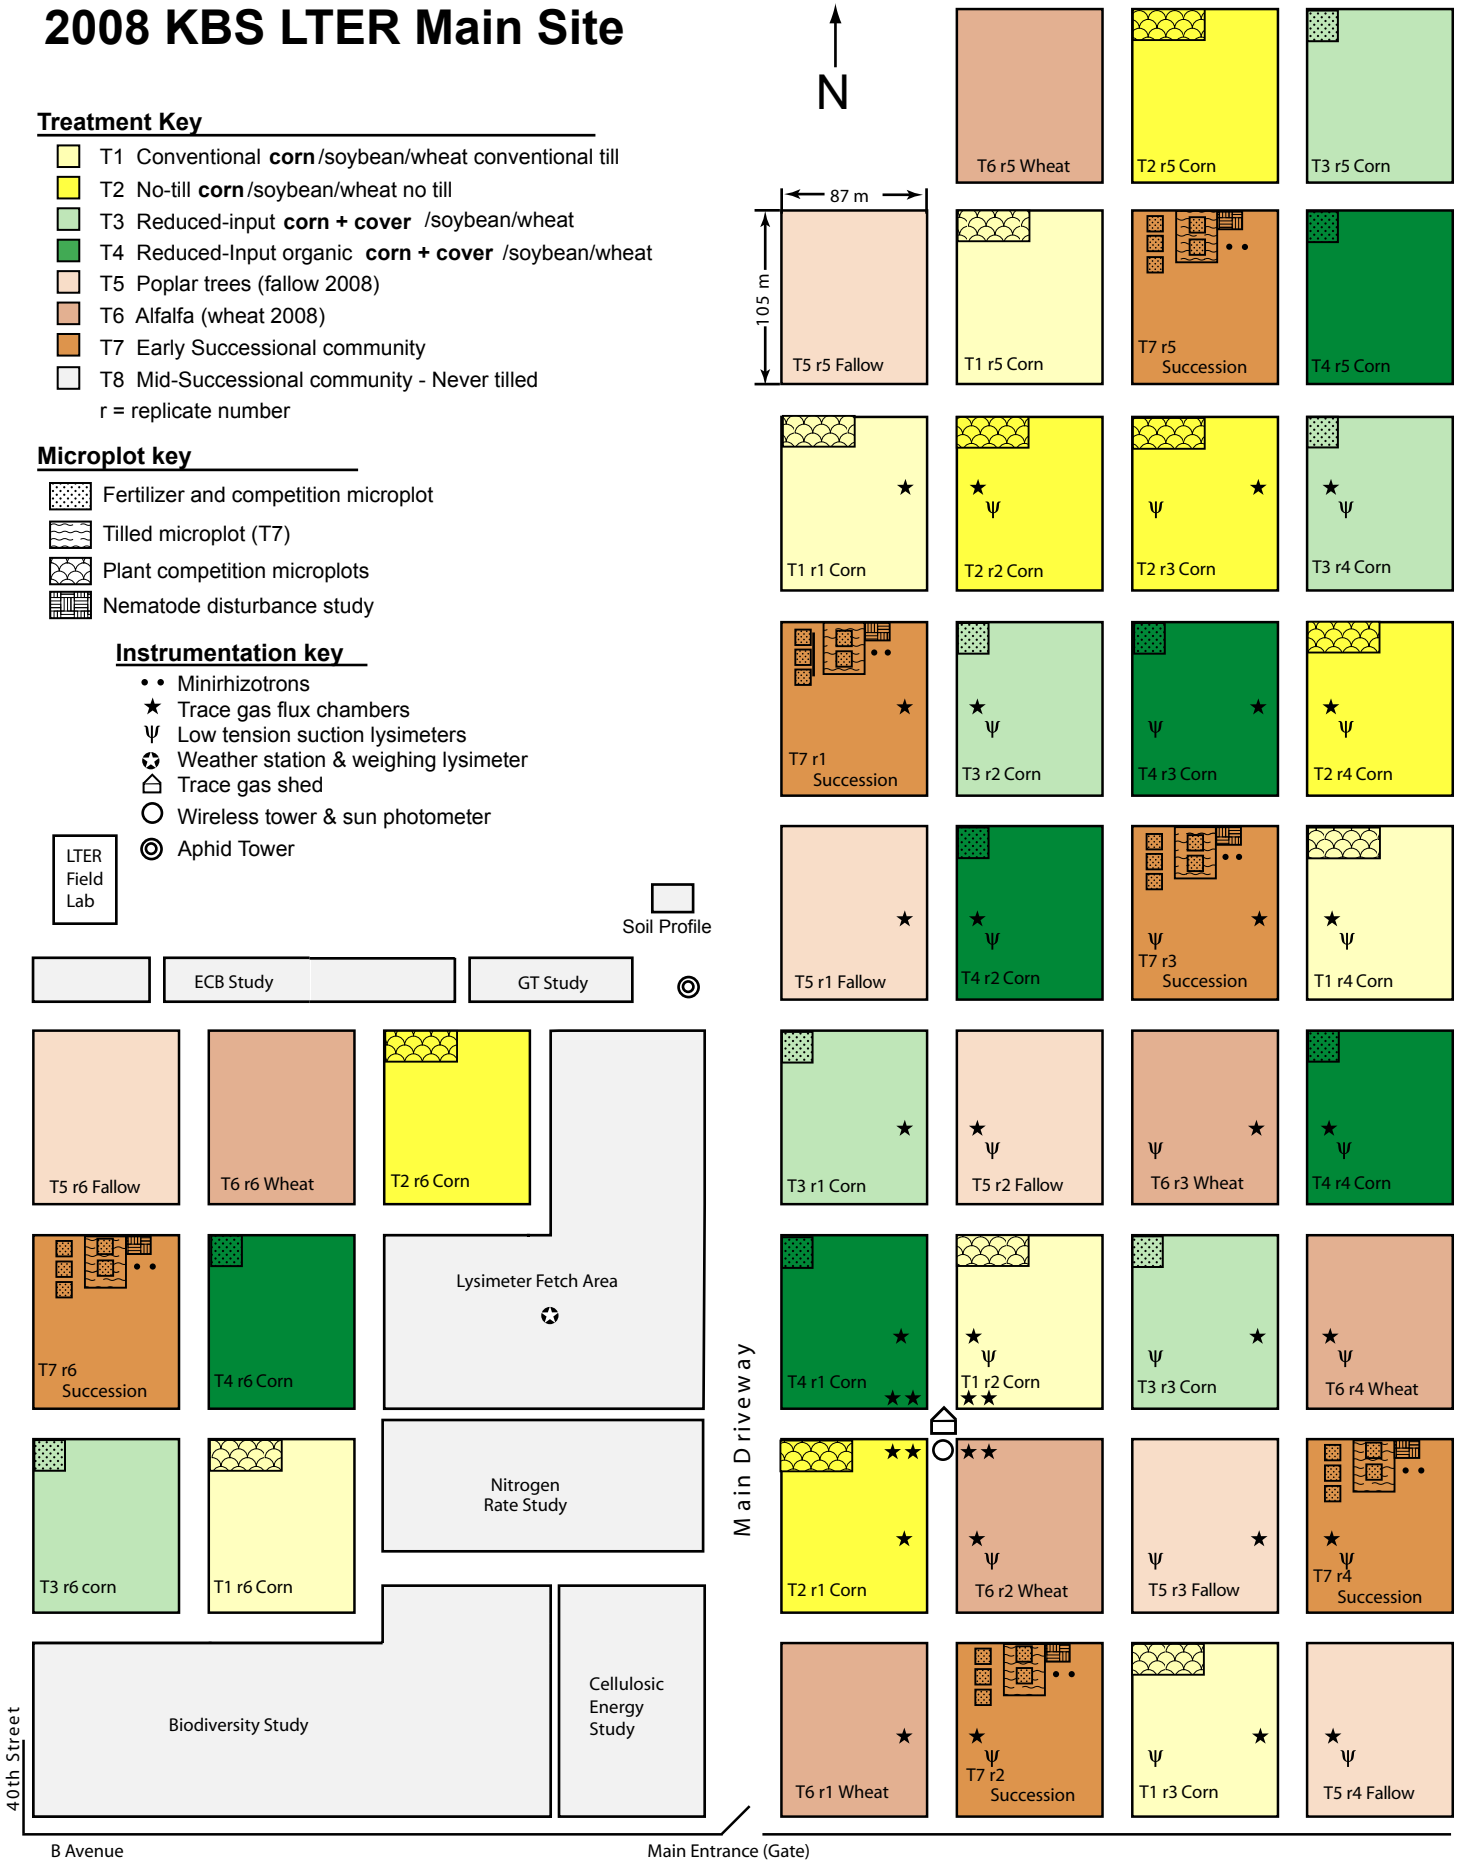 2008 KBS LTER Main Site
N
Treatment Key
T1 Conventional corn/soybean/wheat conventional till
T2 No-till corn/soybean/wheat no till
T3 Reduced-input corn + cover /soybean/wheat
T4 Reduced-Input organic corn + cover /soybean/wheat
T5 Poplar trees (fallow 2008)
T6 Alfalfa (wheat 2008)
T7 Early Successional community
T8 Mid-Successional community - Never tilled
r = replicate number
Microplot key
Fertilizer and competition microplot
Tilled microplot (T7)
Plant competition microplots
Nematode disturbance study
Instrumentation key
Minirhizotrons
Trace gas flux chambers
Low tension suction lysimeters
Weather station & weighing lysimeter
Trace gas shed
Wireless tower & sun photometer
Aphid Tower
LTER
Field
Lab
Soil Profile
ECB Study
GT Study
T5 r6 Fallow
T6 r6 Wheat
T2 r6 Corn
T7 r6
Succession
T4 r6 Corn
Lysimeter Fetch Area
T3 r6 corn
T1 r6 Corn
Nitrogen
Rate Study
Biodiversity Study
Cellulosic
Energy
Study
40th Street
B Avenue
Main Entrance (Gate)
Main Driveway
T6 r5 Wheat
T2 r5 Corn
T3 r5 Corn
87 m
105 m
T5 r5 Fallow
T1 r5 Corn
T7 r5
Succession
T4 r5 Corn
T1 r1 Corn
T2 r2 Corn
T2 r3 Corn
T3 r4 Corn
T7 r1
Succession
T3 r2 Corn
T4 r3 Corn
T2 r4 Corn
T5 r1 Fallow
T4 r2 Corn
T7 r3
Succession
T1 r4 Corn
T3 r1 Corn
T5 r2 Fallow
T6 r3 Wheat
T4 r4 Corn
T4 r1 Corn
T1 r2 Corn
T3 r3 Corn
T6 r4 Wheat
T2 r1 Corn
T6 r2 Wheat
T5 r3 Fallow
T7 r4
Succession
T6 r1 Wheat
T7 r2
Succession
T1 r3 Corn
T5 r4 Fallow